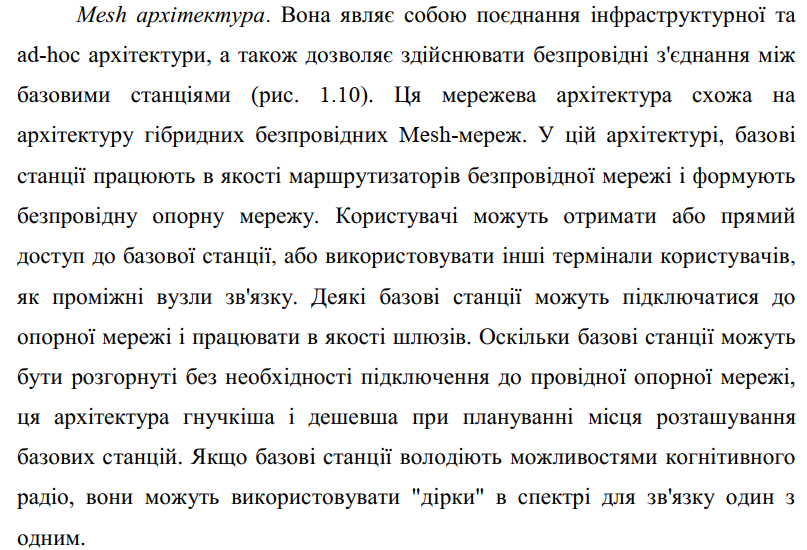 Mesh архітектура. Вона являє собою поєднання інфраструктурної та
ad-hoc архітектури, а також дозволяє здійснювати безпровідні з'єднання між
базовими станціями (рис. 1.10). Ця мережева архітектура схожа на
архітектуру гібридних безпровідних Mesh-мереж. У цій архітектурі, базові
станції працюють в якості маршрутизаторів безпровідної мережі і формують
безпровідну опорну мережу. Користувачі можуть отримати або прямий
доступ до базової станції, або використовувати інші термінали користувачів,
як проміжні вузли зв'язку. Деякі базові станції можуть підключатися до
опорної мережі і працювати в якості шлюзів. Оскільки базові станції можуть
бути розгорнуті без необхідності підключення до провідної опорної мережі,
ця архітектура гнучкіша і дешевша при плануванні місця розташування
базових станцій. Якщо базові станції володіють можливостями когнітивного
радіо, вони можуть використовувати "дірки" в спектрі для зв'язку один з
одним.